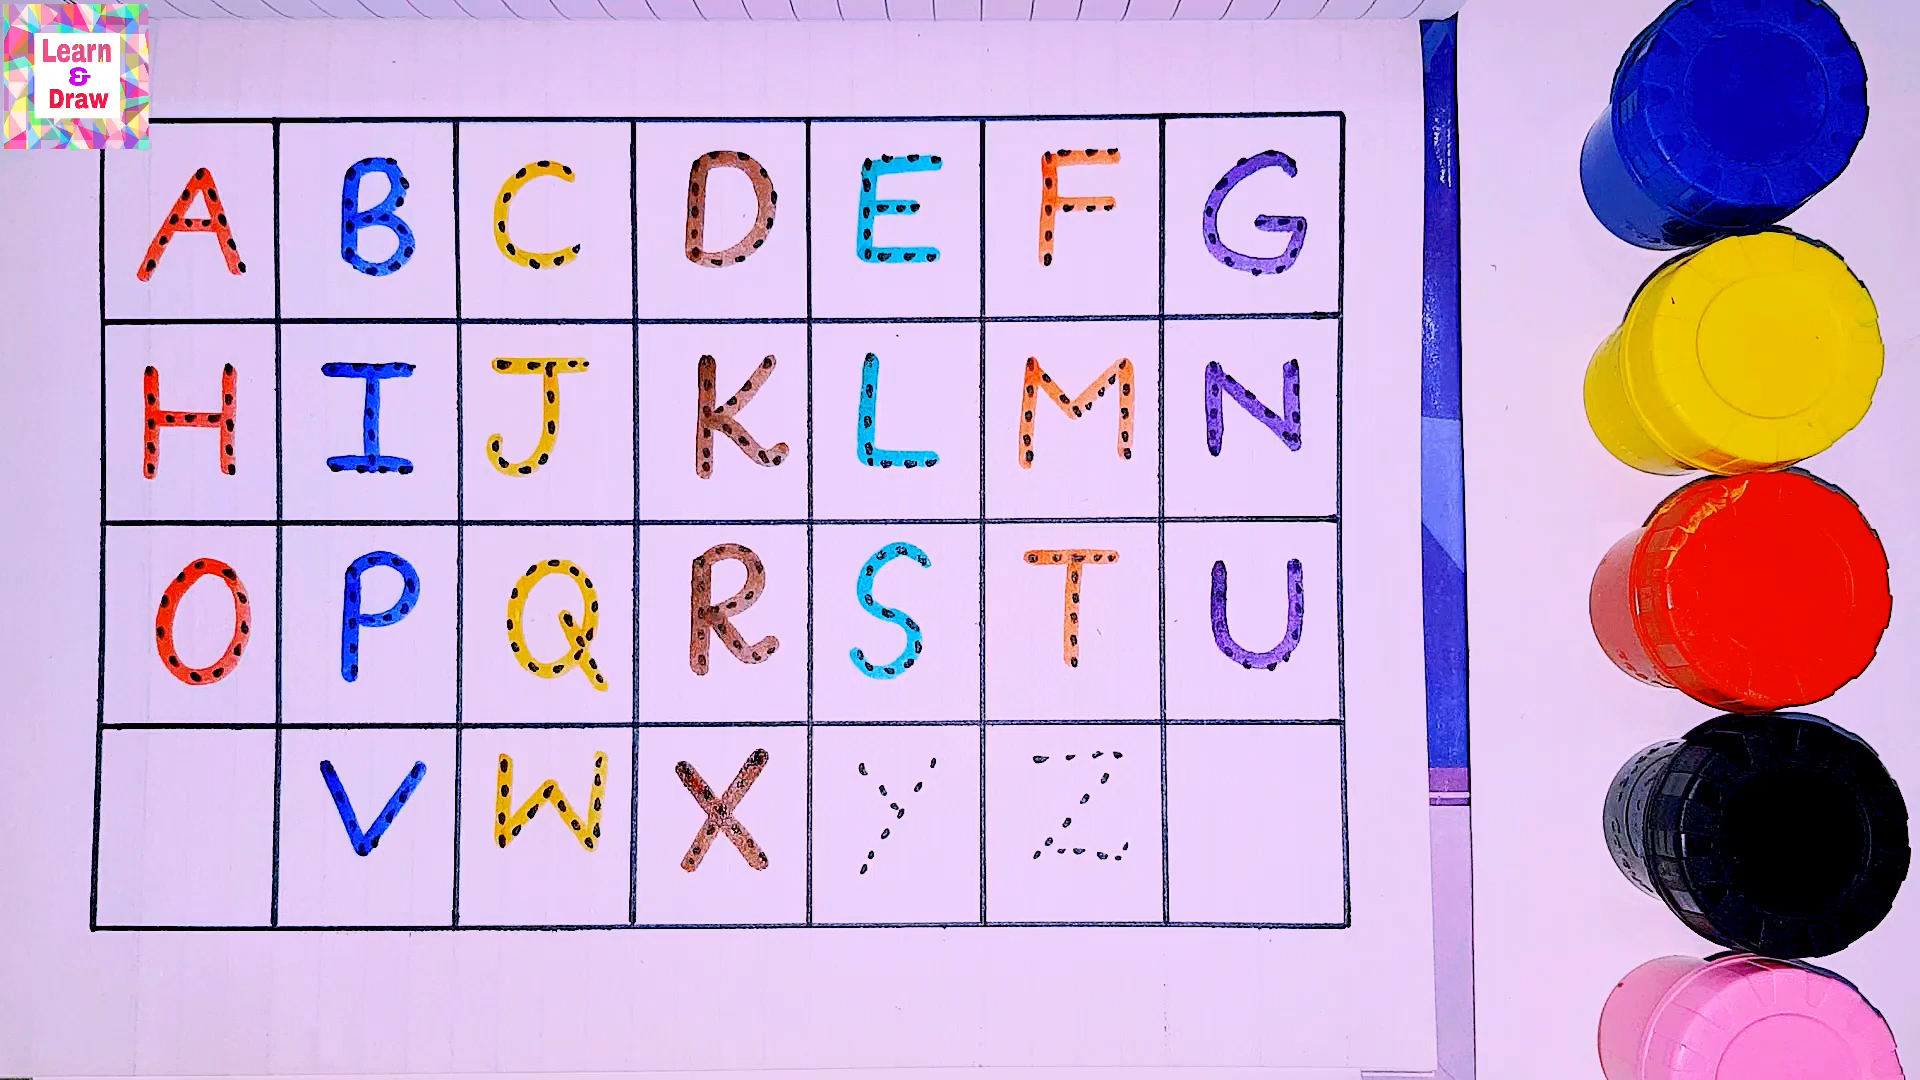 Learn
&
Draw
A B C D E F G
H I J K L M N
O P Q R S T U
V W X Y Z